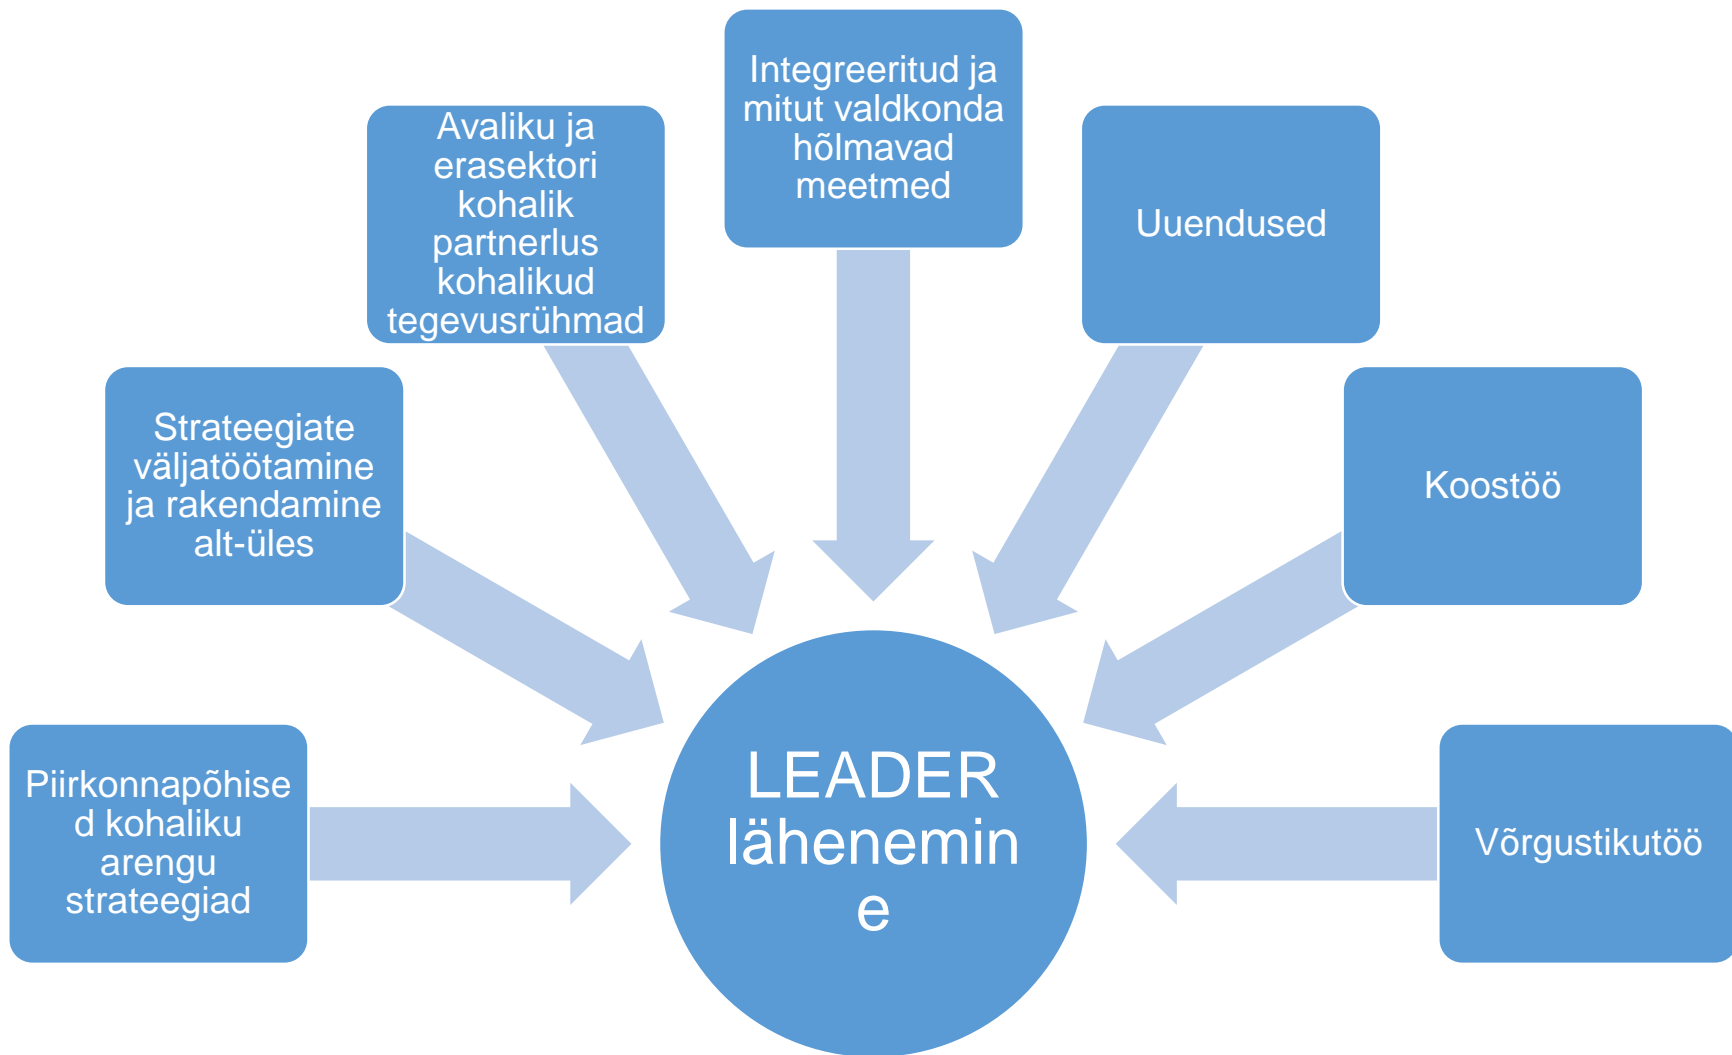 Integreeritud ja
mitut valdkonda
hõlmavad
meetmed
Avaliku ja
erasektori
kohalik
partnerlus
kohalikud
tegevusrühmad
Uuendused
Strateegiate
väljatöötamine
ja rakendamine
alt-üles
Koostöö
Piirkonnapõhise
d kohaliku
arengu
strateegiad
LEADER
lähenemin
e
Võrgustikutöö